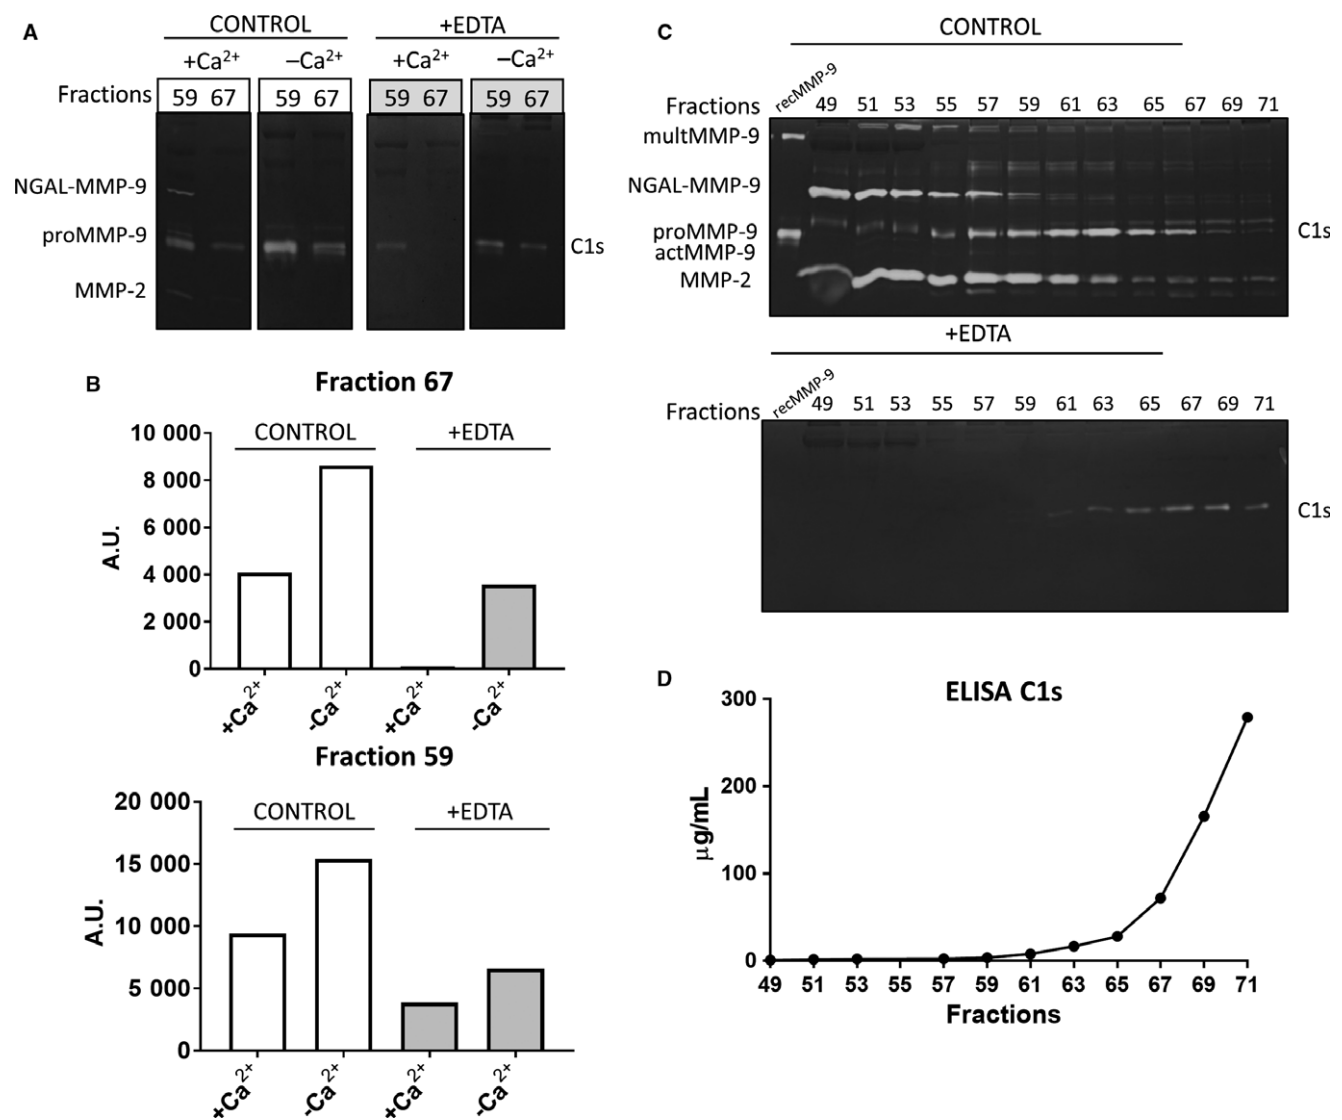 A
CONTROL
+EDTA
+Ca2+
−Ca2+
+Ca2+
−Ca2+
Fractions
59 67
59 67
59 67
59 67
NGAL-MMP-9
proMMP-9
C1s
MMP-2
B
Fraction 67
CONTROL
+EDTA
A.U.
10 000
8 000
6 000
4 000
2 000
0
+Ca2+
-Ca2+
+Ca2+
-Ca2+
Fraction 59
CONTROL
+EDTA
A.U.
20 000
15 000
10 000
5 000
0
+Ca2+
-Ca2+
+Ca2+
-Ca2+
C
CONTROL
Fractions
recMMP-9
49 51 53 55 57 59 61 63 65 67 69 71
multMMP-9
NGAL-MMP-9
proMMP-9
C1s
actMMP-9
MMP-2
+EDTA
Fractions
recMMP-9
49 51 53 55 57 59 61 63 65 67 69 71
C1s
D
ELISA C1s
µg/mL
300
200
100
0
49 51 53 55 57 59 61 63 65 67 69 71
Fractions